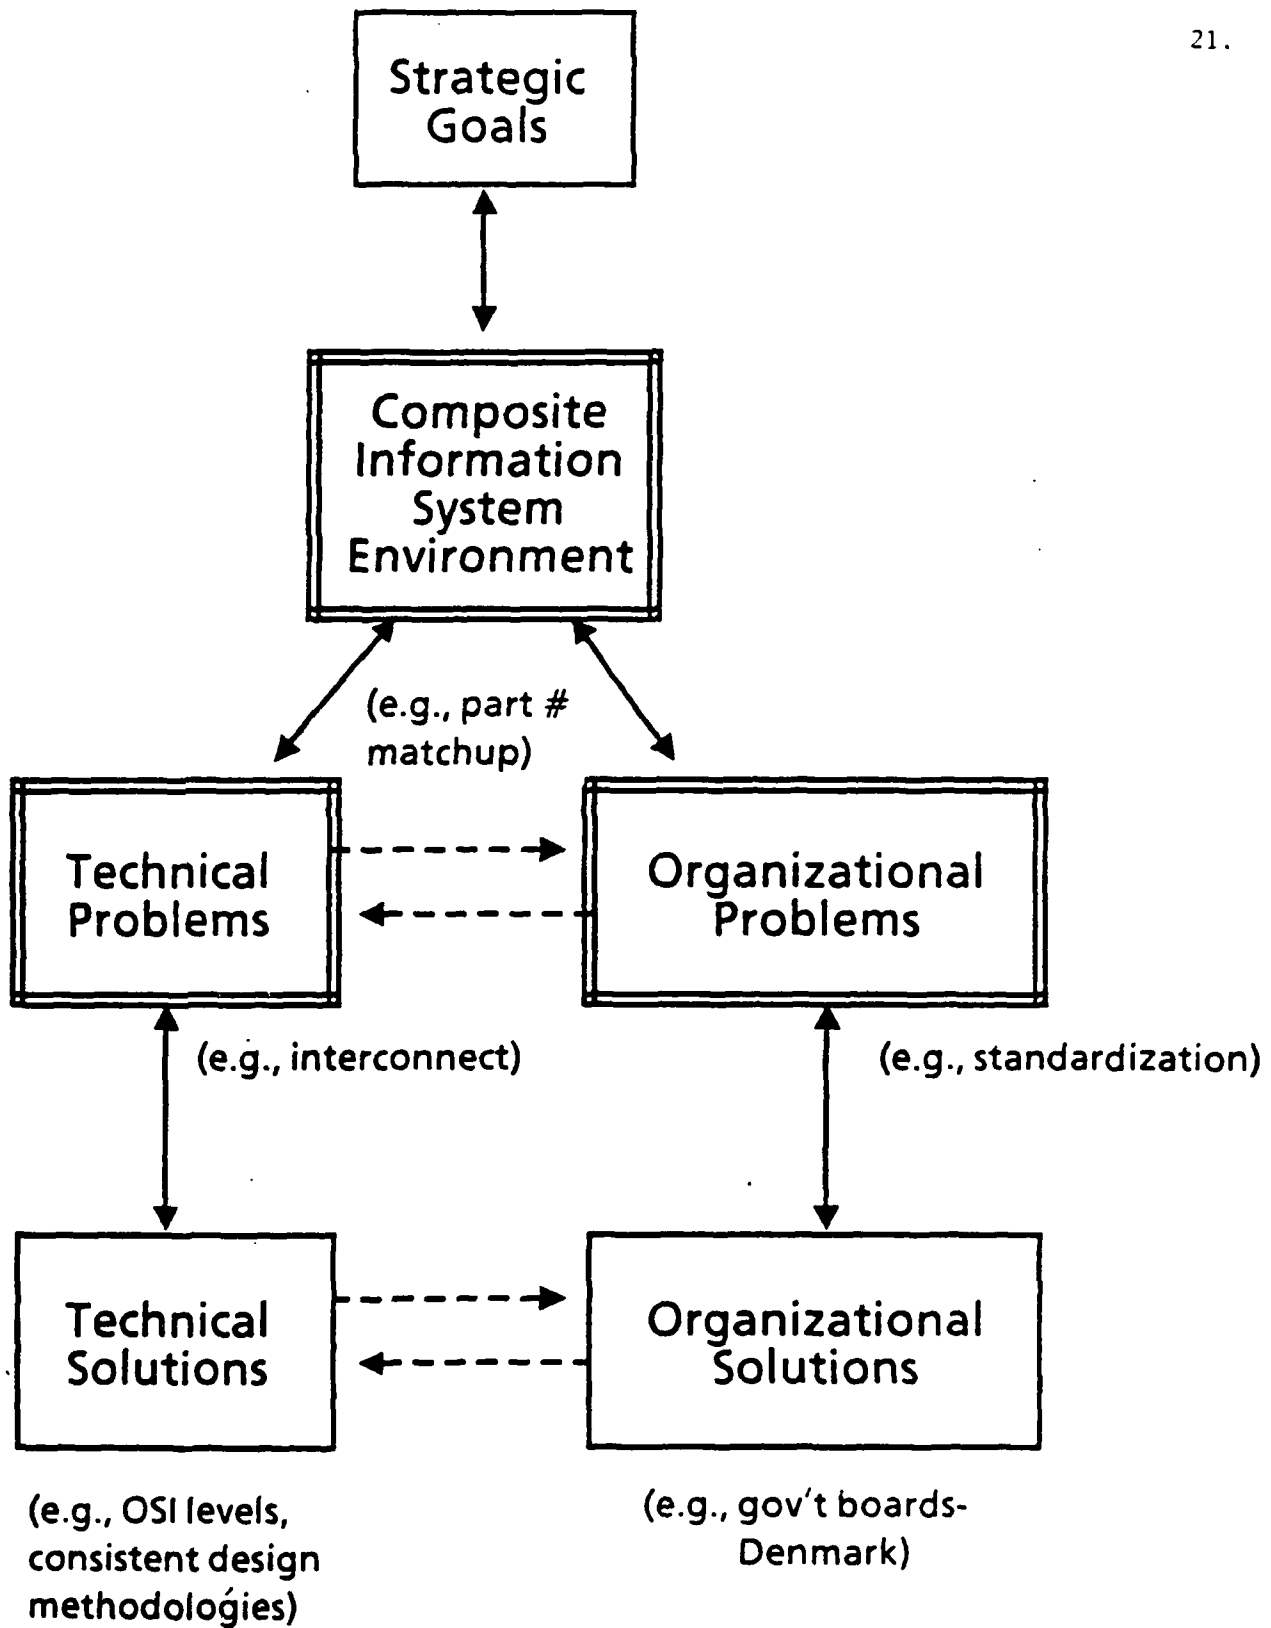 21.
Strategic
Goals
Composite
Information
System
Environment
(e.g., part #
matchup)
Technical
Problems
Organizational
Problems
(e.g., interconnect)
(e.g., standardization)
Technical
Solutions
Organizational
Solutions
(e.g., OSI levels,
consistent design
methodologies)
(e.g., gov't boards-
Denmark)